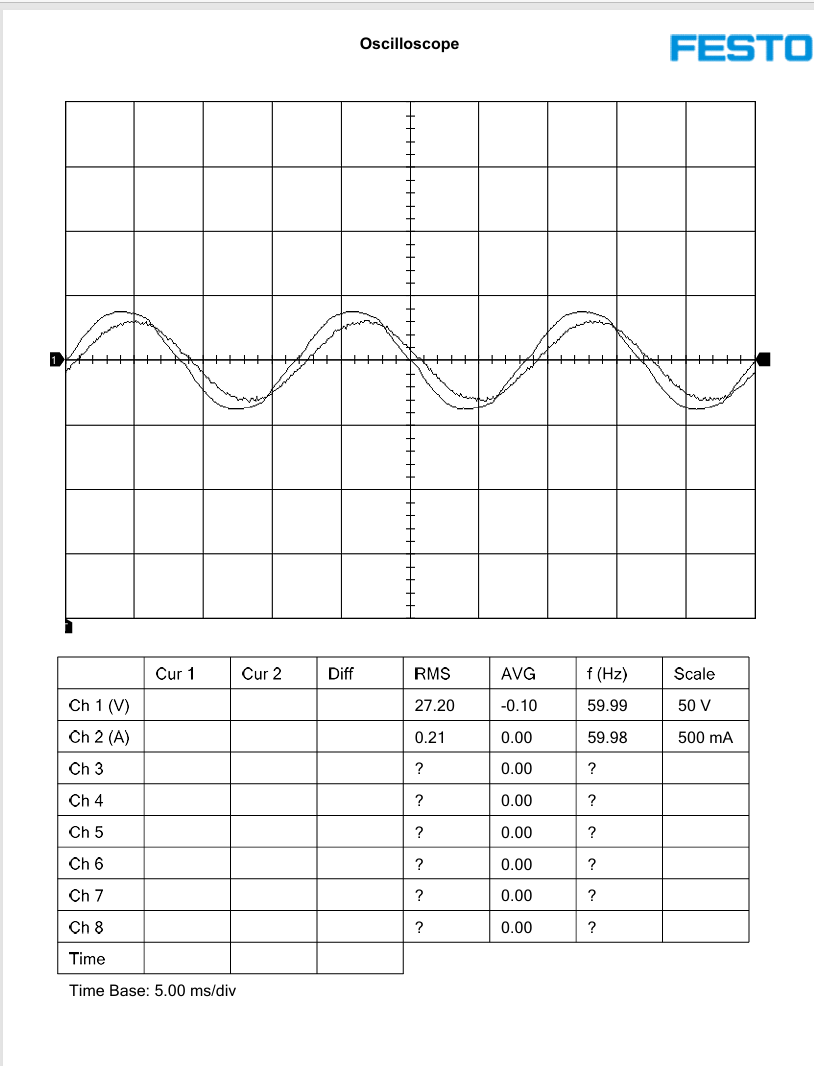 Oscilloscope
FESTO
1
Cur 1 Cur 2 Diff RMS AVG f (Hz) Scale
Ch 1 (V) 27.20 -0.10 59.99 50 V
Ch 2 (A) 0.21 0.00 59.98 500 mA
Ch 3 ? 0.00 ?
Ch 4 ? 0.00 ?
Ch 5 ? 0.00 ?
Ch 6 ? 0.00 ?
Ch 7 ? 0.00 ?
Ch 8 ? 0.00 ?
Time
Time Base: 5.00 ms/div